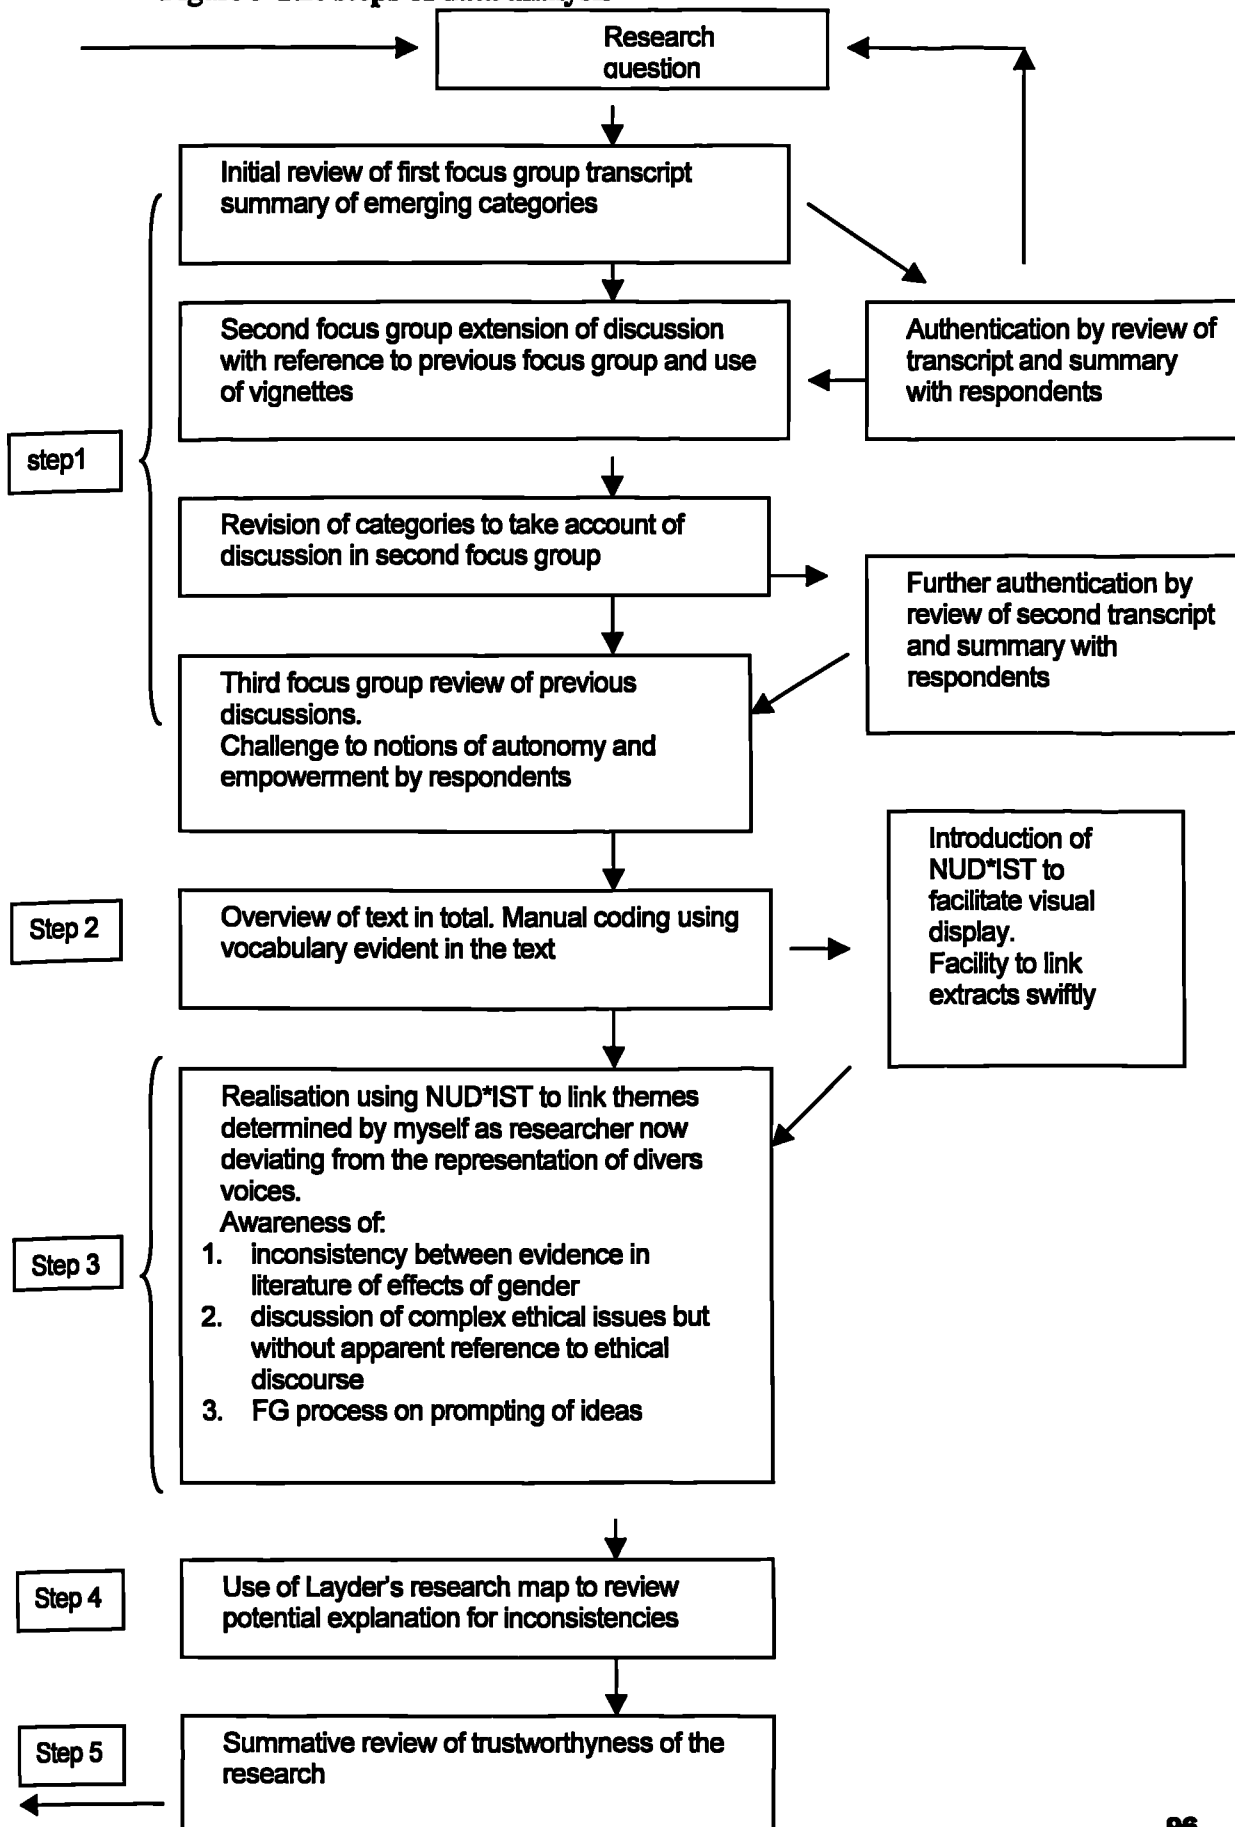 Research
question
Initial review of first focus group transcript
summary of emerging categories
Second focus group extension of discussion
with reference to previous focus group and use
of vignettes
Authentication by review of
transcript and summary
with respondents
step1
Revision of categories to take account of
discussion in second focus group
Further authentication by
review of second transcript
and summary with
respondents
Third focus group review of previous
discussions.
Challenge to notions of autonomy and
empowerment by respondents
Introduction of
NUD*IST to
facilitate visual
display.
Facility to link
extracts swiftly
Step 2
Overview of text in total. Manual coding using
vocabulary evident in the text
Step 3
Realisation using NUD*IST to link themes
determined by myself as researcher now
deviating from the representation of divers
voices.
Awareness of:
1. inconsistency between evidence in
literature of effects of gender
2. discussion of complex ethical issues but
without apparent reference to ethical
discourse
3. FG process on prompting of ideas
Step 4
Use of Layder's research map to review
potential explanation for inconsistencies
Step 5
Summative review of trustworthyness of the
research